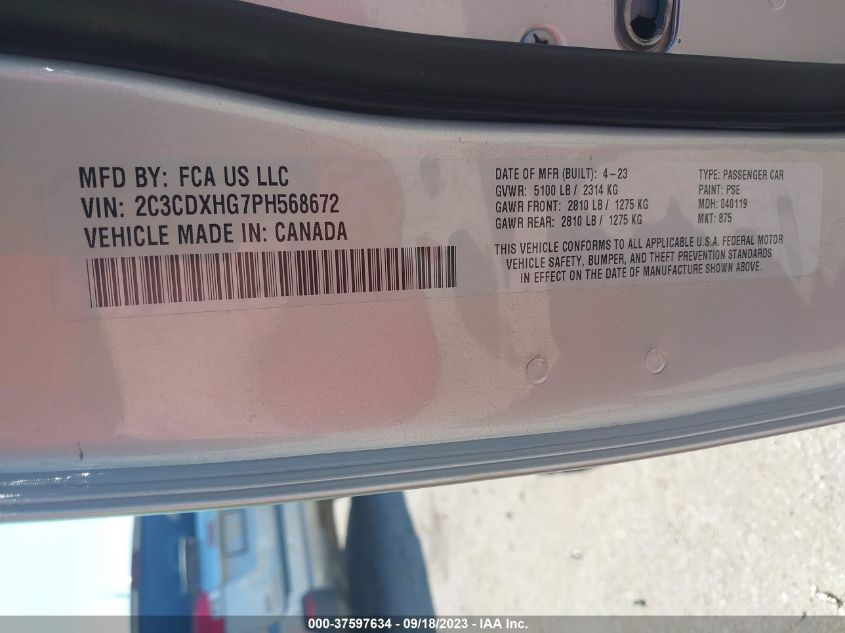 MFD BY: FCA US LLC
VIN: 2C3CDXHG7PH568672
VEHICLE MADE IN: CANADA
DATE OF MFR (BUILT): 4-23
GVWR: 5100 LB / 2314 KG
GAWR FRONT: 2810 LB / 1275 KG
GAWR REAR: 2810 LB / 1275 KG
TYPE: PASSENGER CAR
PAINT: PSE
MDH: 040119
MKT: 875
THIS VEHICLE CONFORMS TO ALL APPLICABLE U.S.A. FEDERAL MOTOR
VEHICLE SAFETY, BUMPER, AND THEFT PREVENTION STANDARDS
IN EFFECT ON THE DATE OF MANUFACTURE SHOWN ABOVE.
000-37597634 - 09/18/2023 - IAA Inc.